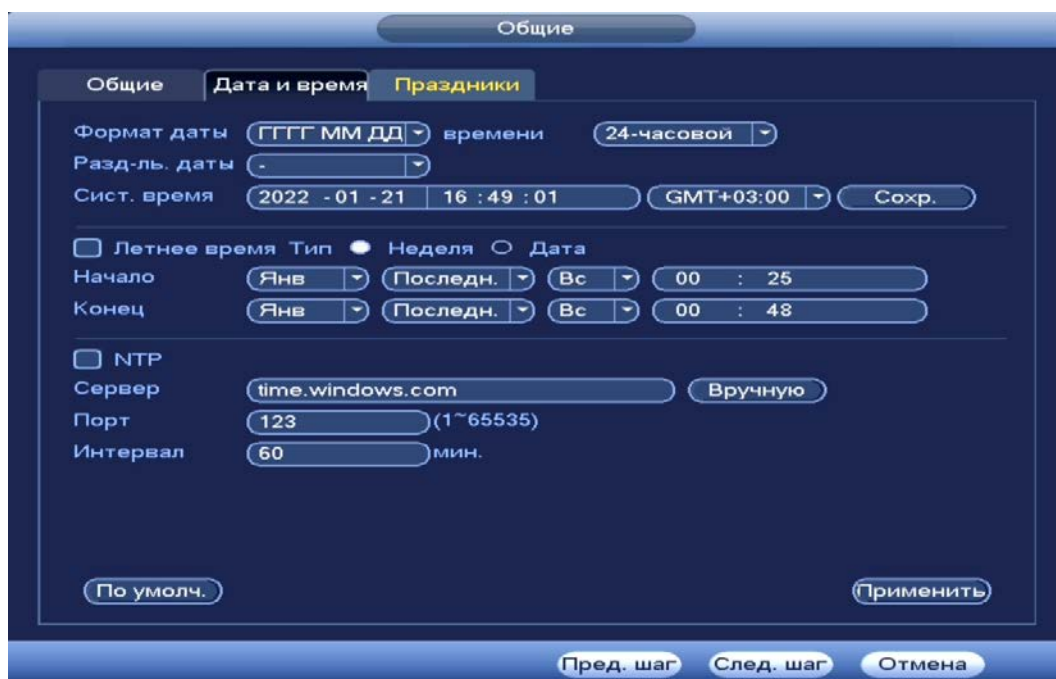 Общие
Общие Дата и время Праздники
Формат даты ГГГГ ММ ДД времени 24-часовой
Разд-ль. даты -
Сист. время 2022 - 01 - 21 16 : 49 : 01 GMT+03:00 Сохр.
Летнее время Тип Неделя Дата
Начало Янв Последн. Вс 00 : 25
Конец Янв Последн. Вс 00 : 48
NTP
Сервер time.windows.com Вручную
Порт 123 (1~65535)
Интервал 60 мин.
По умолч. Применить
Пред. шаг След. шаг Отмена